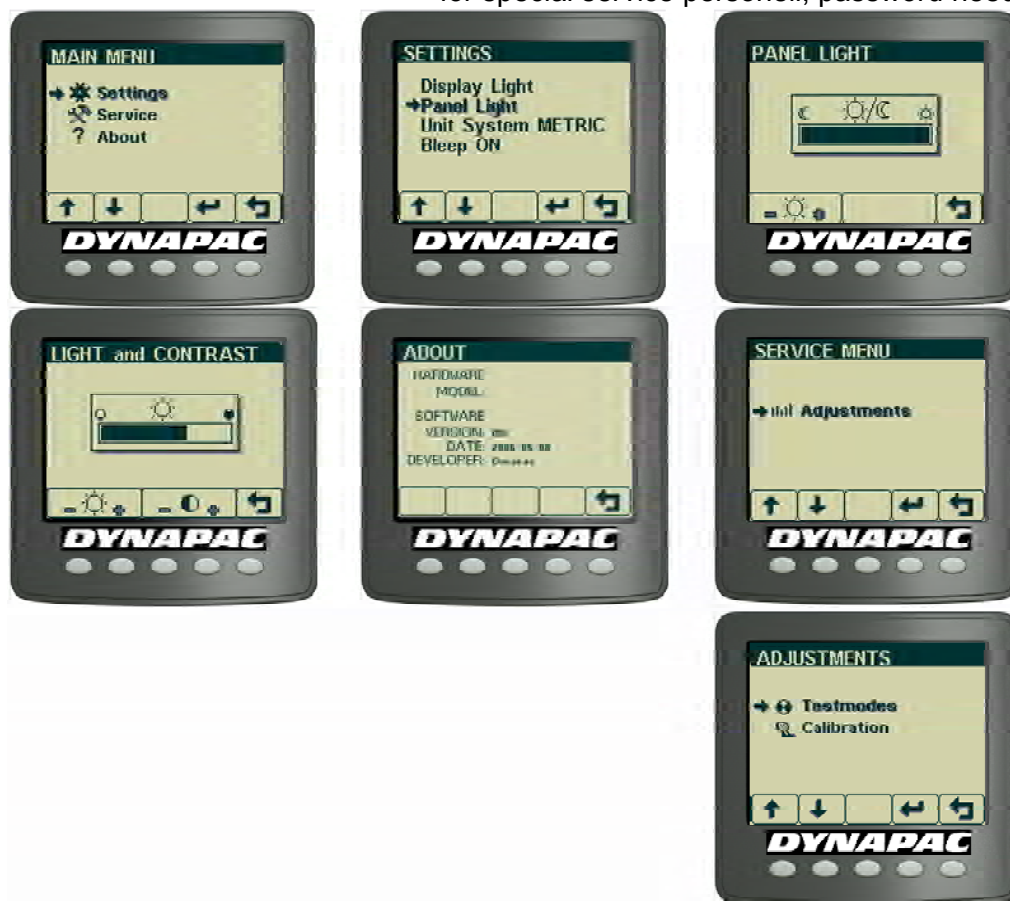 for special service personell, password need
MAIN MENU
Settings
Service
? About
DYNAPAC
SETTINGS
Display Light
Panel Light
Unit System METRIC
Bleep ON
DYNAPAC
PANEL LIGHT
DYNAPAC
LIGHT and CONTRAST
DYNAPAC
ABOUT
HARDWARE
MODEL:
SOFTWARE
VERSION:
DATE:
DEVELOPER:
DYNAPAC
SERVICE MENU
Adjustments
DYNAPAC
ADJUSTMENTS
Testmodes
Calibration
DYNAPAC